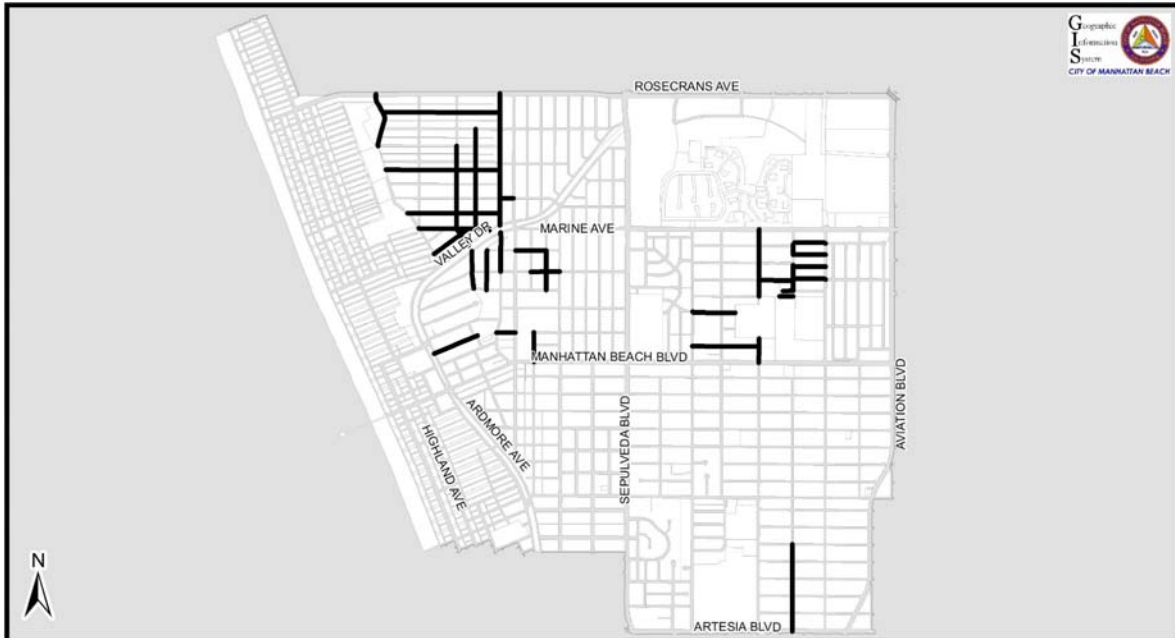 Geographic
Information
System
CITY OF MANHATTAN BEACH
ROSECRANS AVE
MARINE AVE
VALLEY DR
MANHATTAN BEACH BLVD
ARDMORE AVE
HIGHLAND AVE
SEPULVEDA BLVD
AVIATION BLVD
N
ARTESIA BLVD